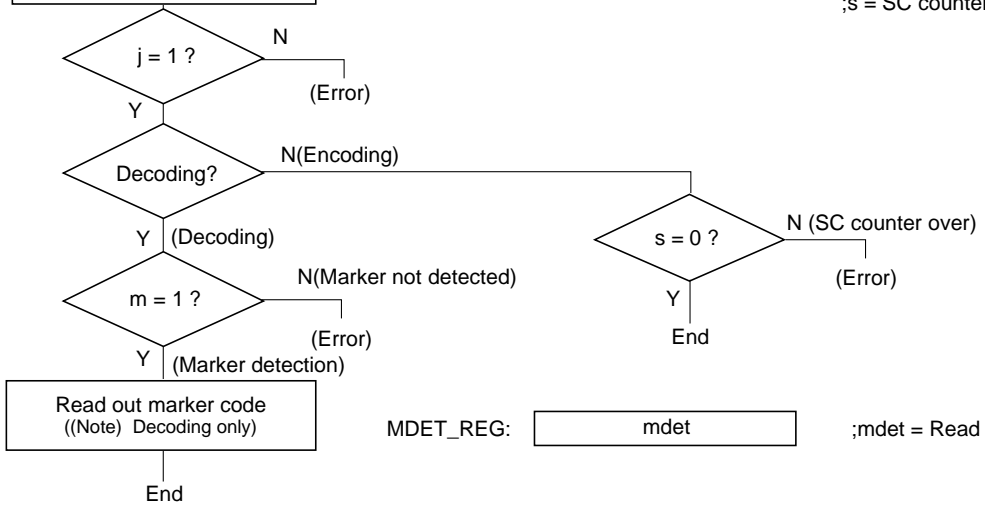 ;s = SC counter
j = 1 ?
N
(Error)
Y
Decoding?
N(Encoding)
Y (Decoding)
s = 0 ?
N (SC counter over)
(Error)
Y
End
m = 1 ?
N(Marker not detected)
(Error)
Y (Marker detection)
Read out marker code
((Note) Decoding only)
MDET_REG: mdet ;mdet = Read
End